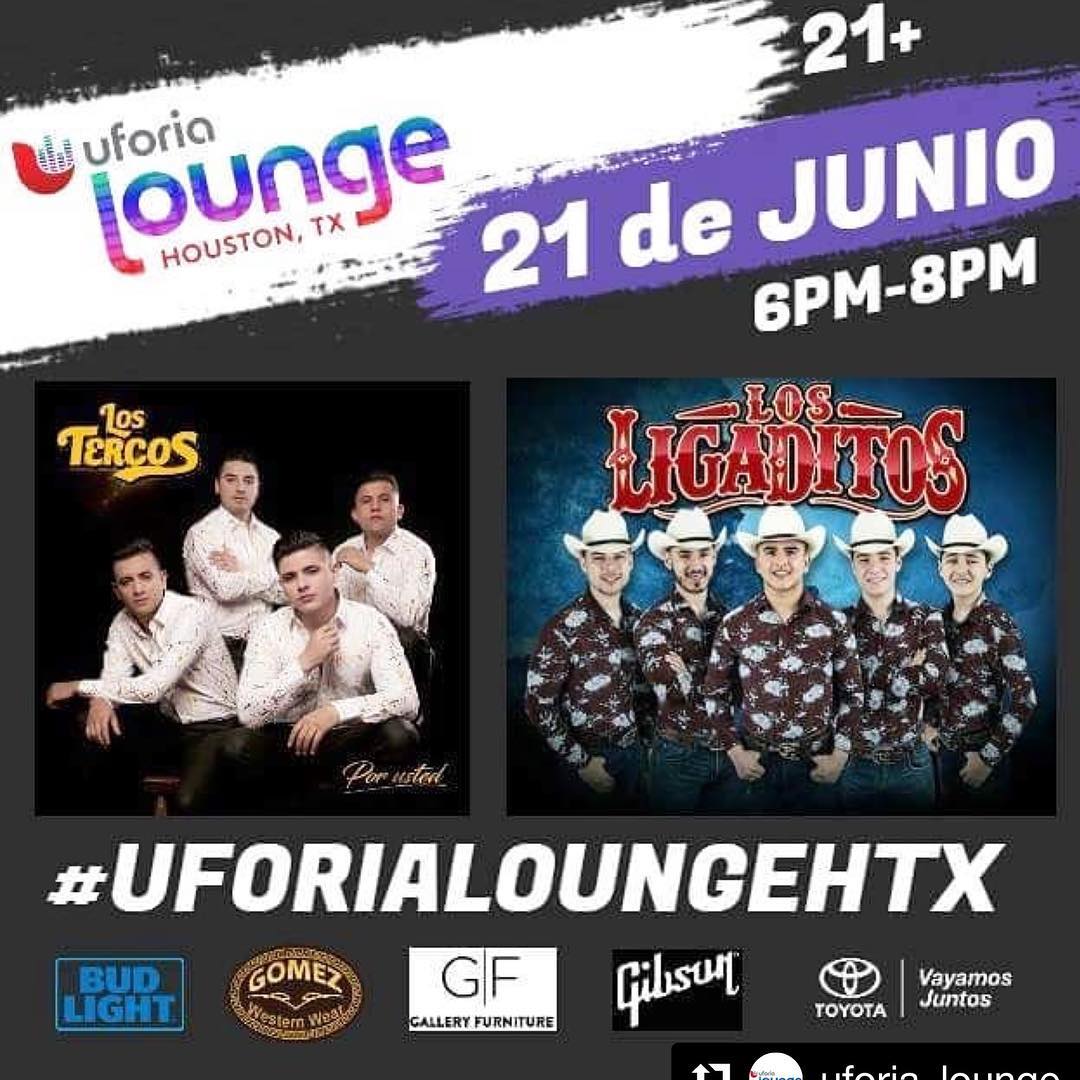 21+
uforia
lounge
HOUSTON, TX
21 de JUNIO
6PM-8PM
LOS
TERCOS
Por usted
LOS
LIGADITOS
#UFORIALOUNGEHTX
BUD
LIGHT
GOMEZ
Western Wear
G|F
GALLERY FURNITURE
Gibson
TOYOTA
Vayamos
Juntos
uforia_lounge